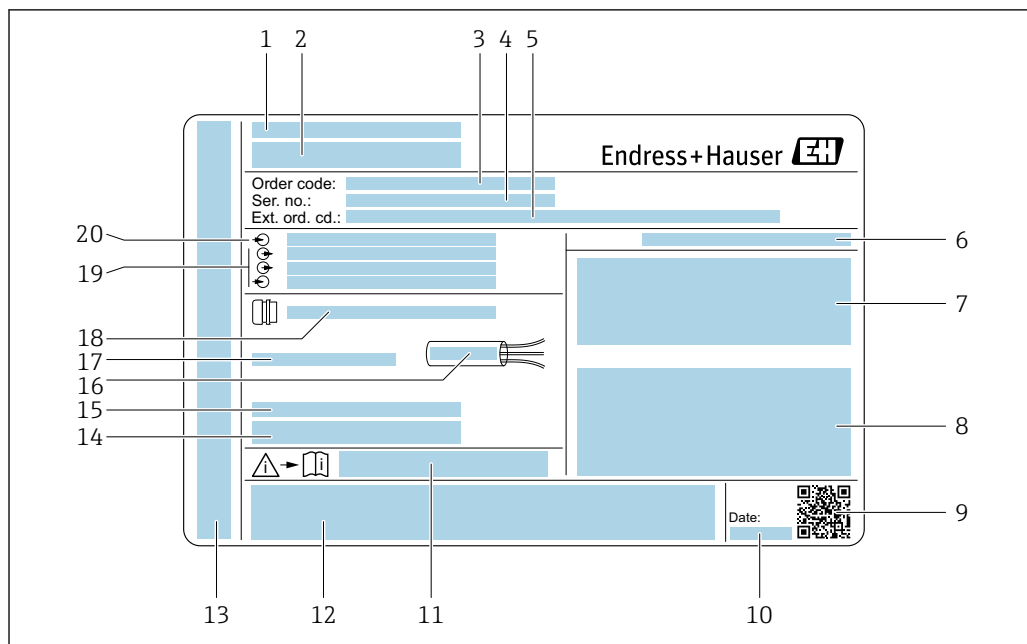 1 2 3 4 5
Endress+Hauser EH
Order code:
Ser. no.:
Ext. ord. cd.:
20
6
19
7
18
17
16
15
14
8
i i
Date:
9
13 12 11 10